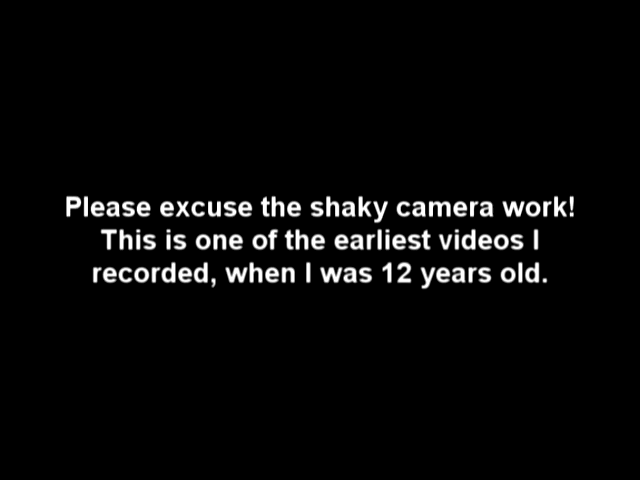 Please excuse the shaky camera work!
This is one of the earliest videos I
recorded, when I was 12 years old.